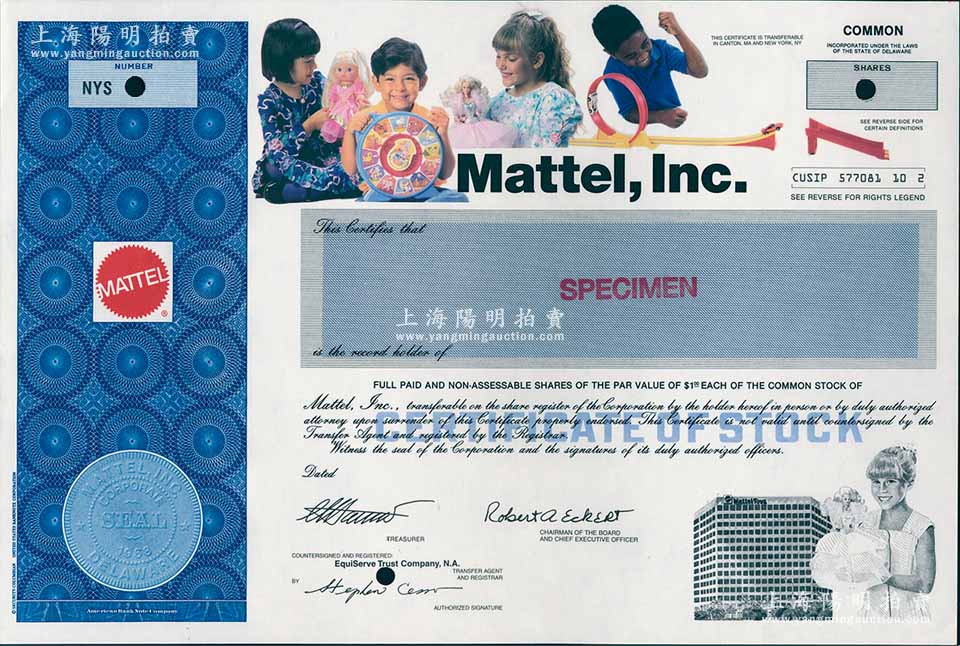 上海陽明拍賣
www.yangmingauction.com
NUMBER
NYS
THIS CERTIFICATE IS TRANSFERABLE
IN CANTON, MA AND NEW YORK, NY
COMMON
INCORPORATED UNDER THE LAWS
OF THE STATE OF DELAWARE
SHARES
SEE REVERSE SIDE FOR
CERTAIN DEFINITIONS
Mattel, Inc.
CUSIP 577081 10 2
SEE REVERSE FOR RIGHTS LEGEND
This Certifies that
MATTEL
®
SPECIMEN
上海陽明拍賣
www.yangmingauction.com
is the record holder of
FULL PAID AND NON-ASSESSABLE SHARES OF THE PAR VALUE OF $1.00 EACH OF THE COMMON STOCK OF
CERTIFICATE OF STOCK
Mattel, Inc., transferable on the share register of the Corporation by the holder hereof in person or by duly authorized
attorney upon surrender of this Certificate properly endorsed. This Certificate is not valid until countersigned by the
Transfer Agent and registered by the Registrar.
Witness the seal of the Corporation and the signatures of its duly authorized officers.
Dated
MATTEL, INC.
CORPORATE
SEAL
1968
DELAWARE
Robert A Eckert
TREASURER
CHAIRMAN OF THE BOARD
AND CHIEF EXECUTIVE OFFICER
COUNTERSIGNED AND REGISTERED:
EquiServe Trust Company, N.A.
TRANSFER AGENT
AND REGISTRAR
BY
Stephen Cesso
AUTHORIZED SIGNATURE
Mattel Toys
American Bank Note Company
上海陽明拍賣
www.yangmingauction.com